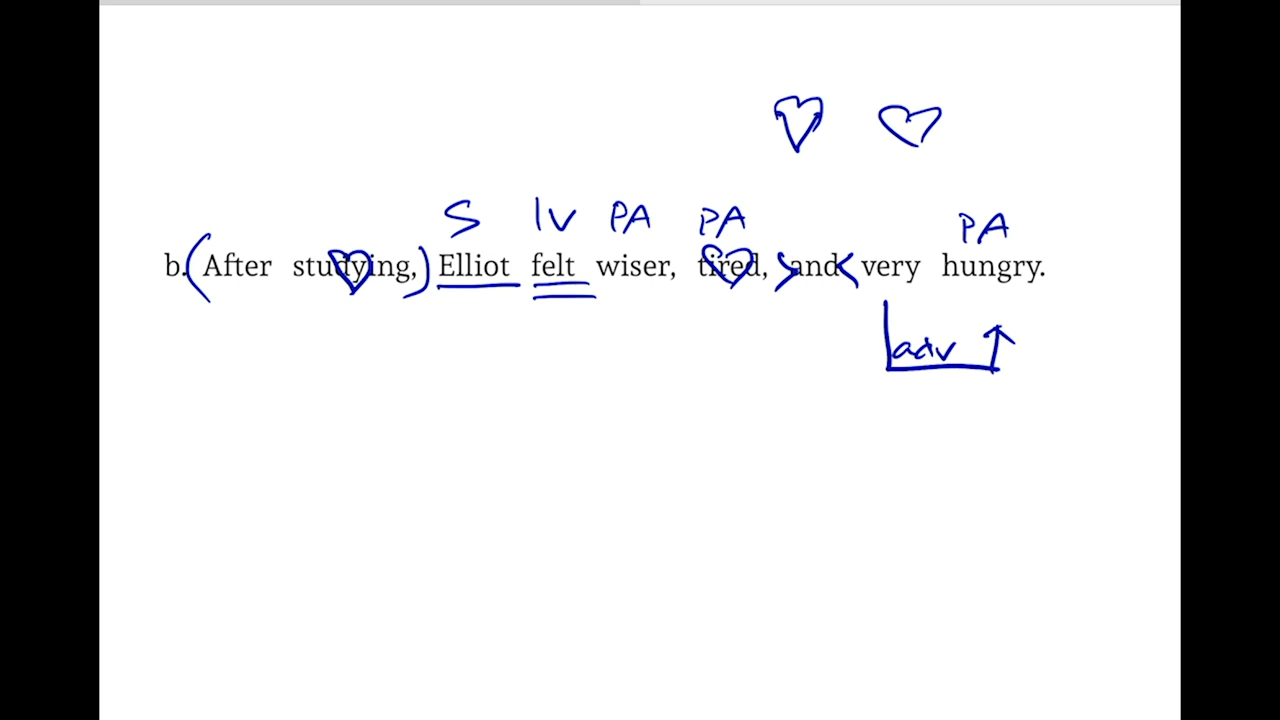 S lv PA PA PA
b. (After studying,) Elliot felt wiser, tired, >and< very hungry.
adv